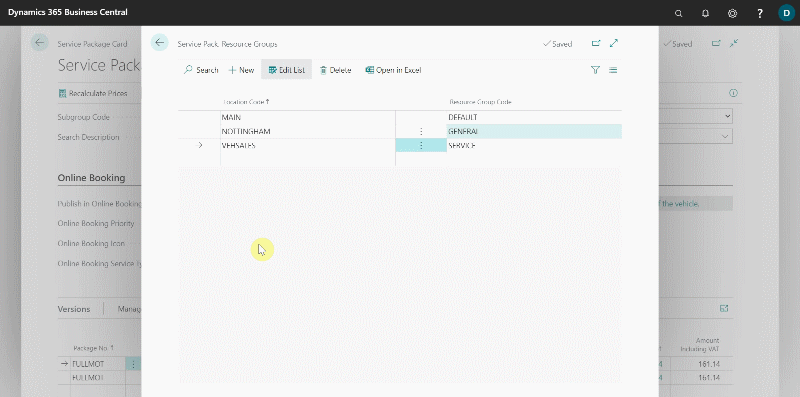 Dynamics 365 Business Central
?
D
Service Package Card
Service Pack. Resource Groups
Saved
Saved
Service Pack
Search
New
Edit List
Delete
Open in Excel
Recalculate Prices
Location Code ↑
Resource Group Code
Subgroup Code
MAIN
DEFAULT
Search Description
NOTTINGHAM
GENERAL
VEHSALES
SERVICE
Online Booking
Publish in Online Booking
f the vehicle.
Online Booking Priority
Online Booking Icon
Online Booking Service Ty
Versions
Manag
Package No. ↑
Amount
Including VAT
FULLMOT
4
161.14
FULLMOT
4
161.14